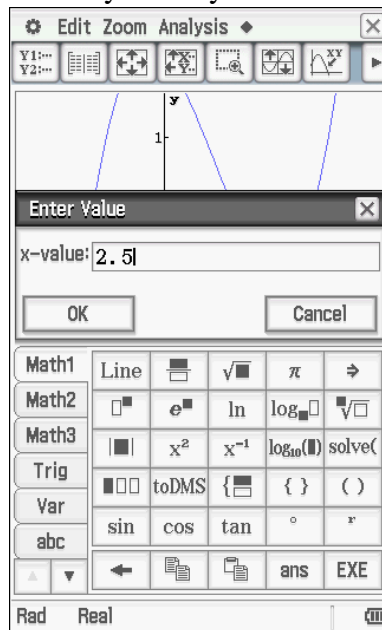 Edit Zoom Analysis ◆
Y1:... Y2:...
y
1
Enter Value
x-value: 2.5
OK Cancel
Math1 Line √■ π ⇒
Math2 □■ e■ ln log■□ ■√□
Math3 |■| x² x⁻¹ log₁₀(■) solve(
Trig ■□□ toDMS { { } ( )
Var sin cos tan ° r
abc
ans EXE
Rad Real